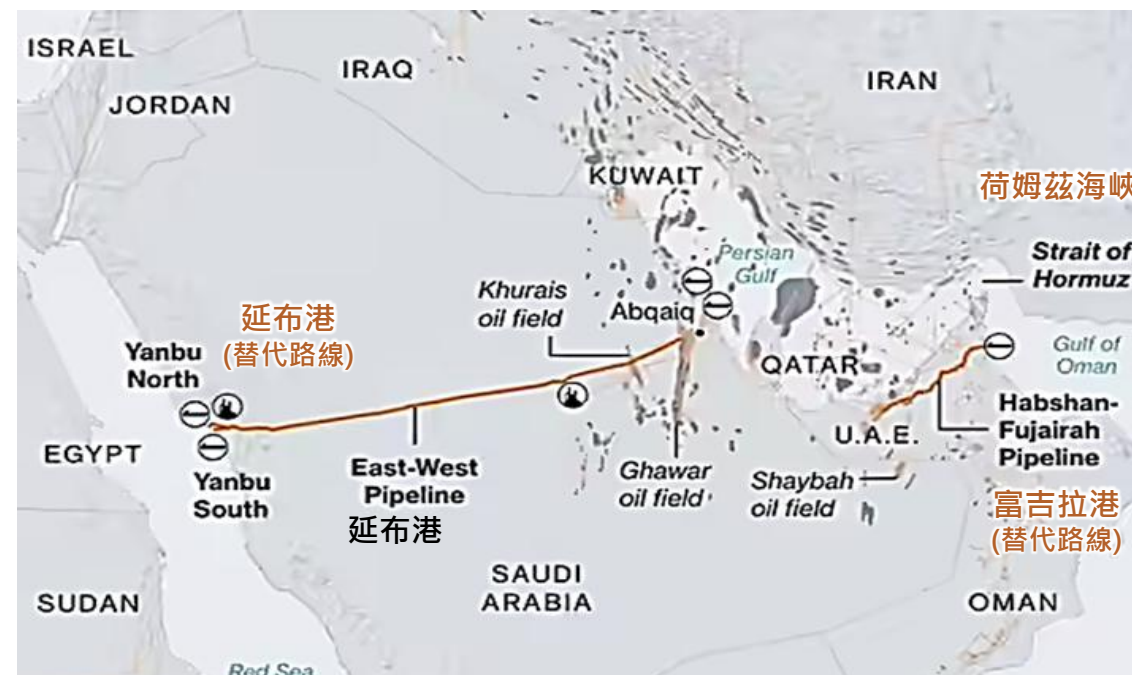 ISRAEL
JORDAN
IRAQ
IRAN
KUWAIT
荷姆茲海峽
Strait of
Hormuz
Persian
Gulf
Khurais
oil field
Abqaiq
延布港
(替代路線)
Yanbu
North
QATAR
Gulf of
Oman
Habshan-
Fujairah
Pipeline
U.A.E.
EGYPT
Yanbu
South
East-West
Pipeline
延布港
Ghawar
oil field
Shaybah
oil field
富吉拉港
(替代路線)
SAUDI
ARABIA
SUDAN
OMAN
Red Sea